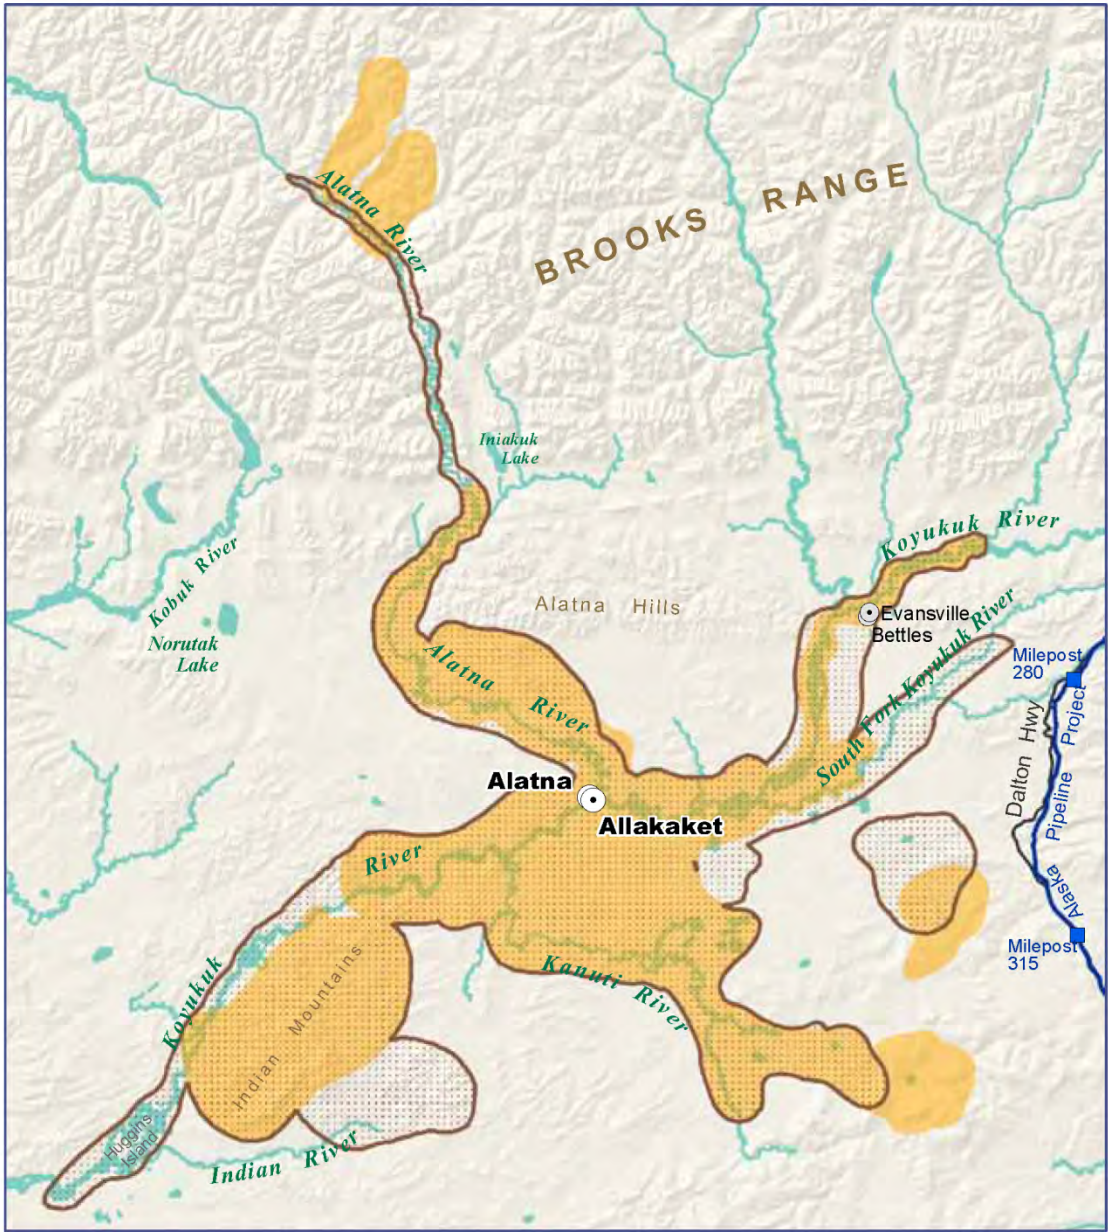 Alatna River
BROOKS RANGE
Iniakuk
Lake
Koyukuk River
Kobuk River
Alatna Hills
Evansville
Bettles
Norutak
Lake
South Fork Koyukuk River
Milepost
280
Alatna River
Dalton Hwy
Alaska Pipeline Project
Alatna
Allakaket
Koyukuk River
Milepost
315
Kanuti River
Indian Mountains
Huggins
Island
Indian River